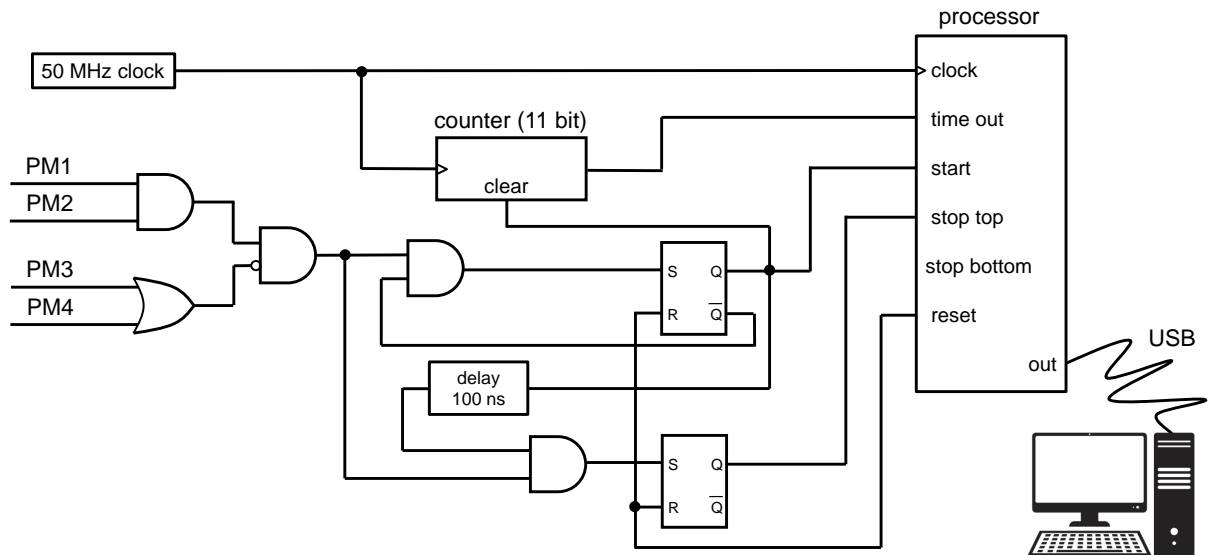 processor
50 MHz clock
clock
counter (11 bit)
time out
PM1
clear
start
PM2
stop top
PM3
S Q
stop bottom
PM4
R Q
reset
USB
delay
100 ns
out
S Q
R Q